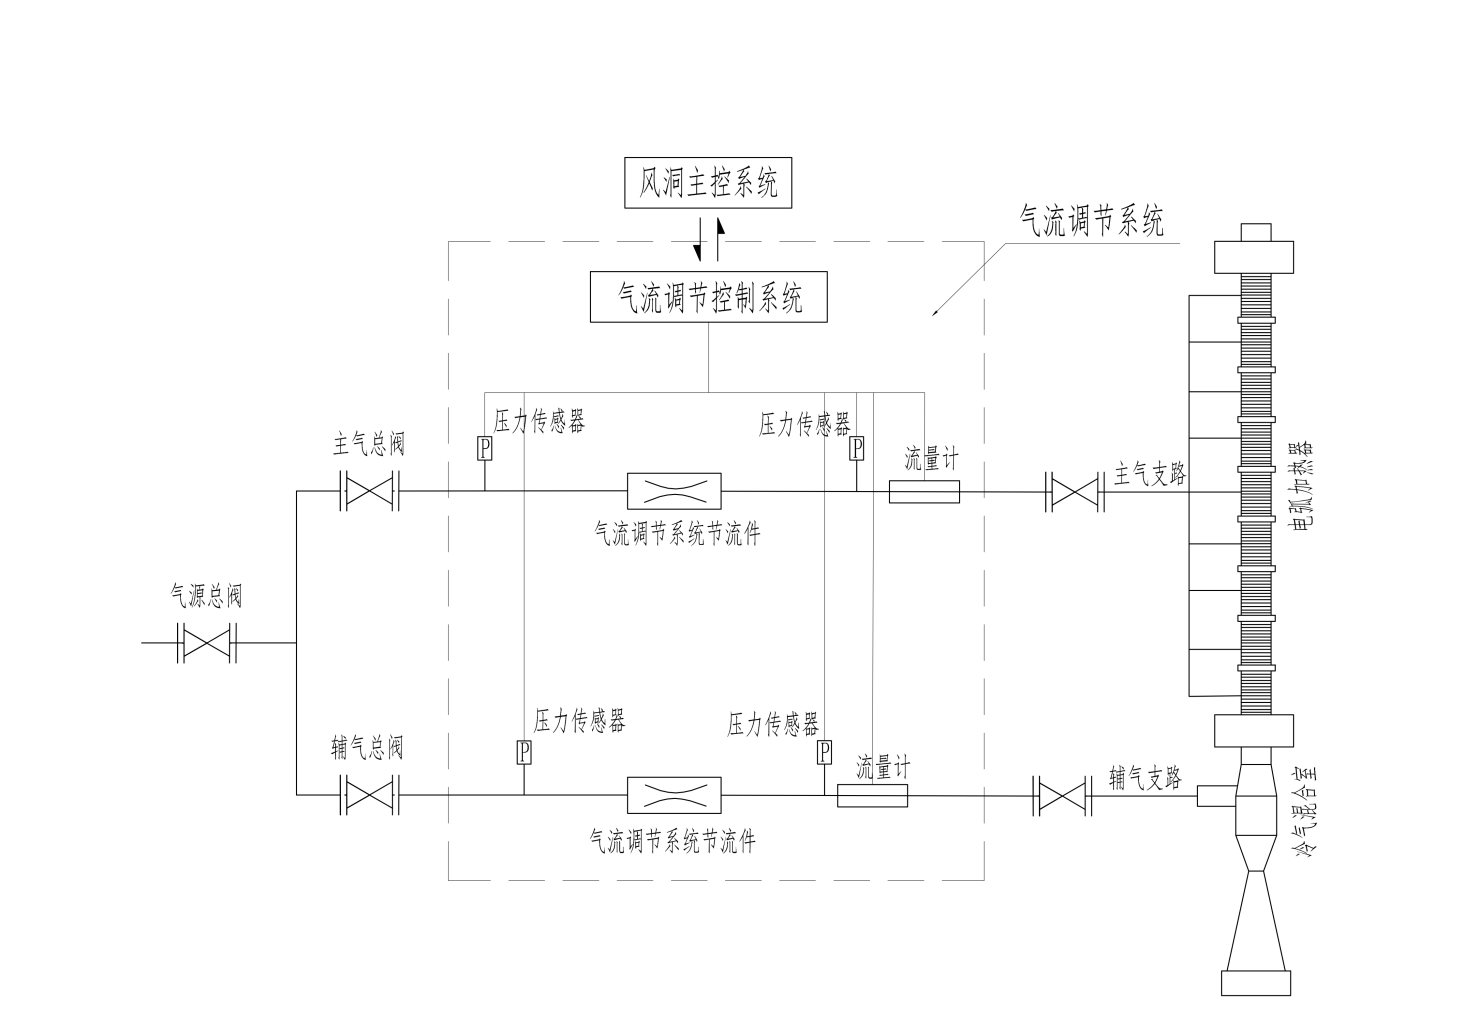 风洞主控系统
气流调节系统
气流调节控制系统
压力传感器
压力传感器
主气总阀
P
P
流量计
主气支路
电弧加热器
气流调节系统节流件
气源总阀
压力传感器
压力传感器
辅气总阀
P
P
流量计
辅气支路
冷气混合室
气流调节系统节流件